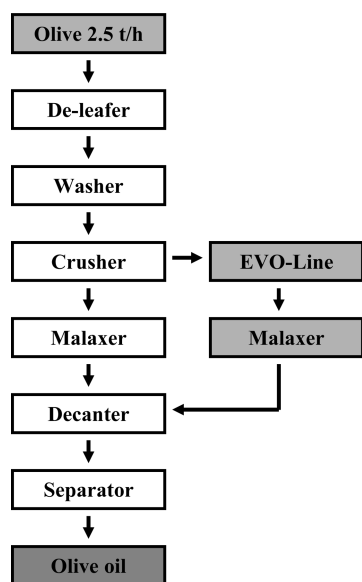 Olive 2.5 t/h
De-leafer
Washer
Crusher
EVO-Line
Malaxer
Malaxer
Decanter
Separator
Olive oil